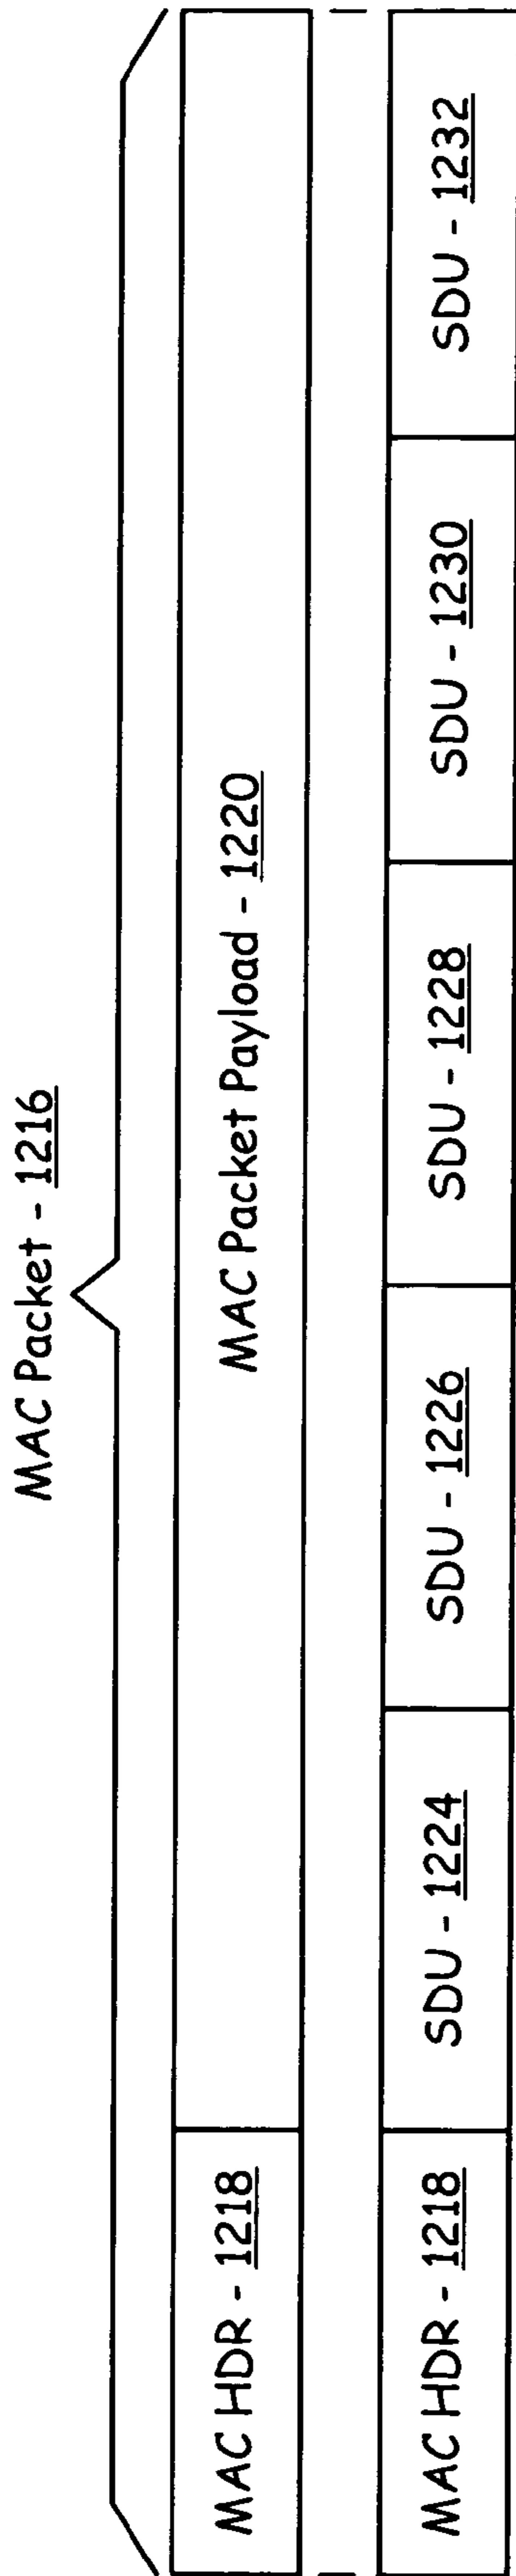 MAC Packet - 1216
MAC HDR - 1218
MAC Packet Payload - 1220
MAC HDR - 1218
SDU - 1224
SDU - 1226
SDU - 1228
SDU - 1230
SDU - 1232